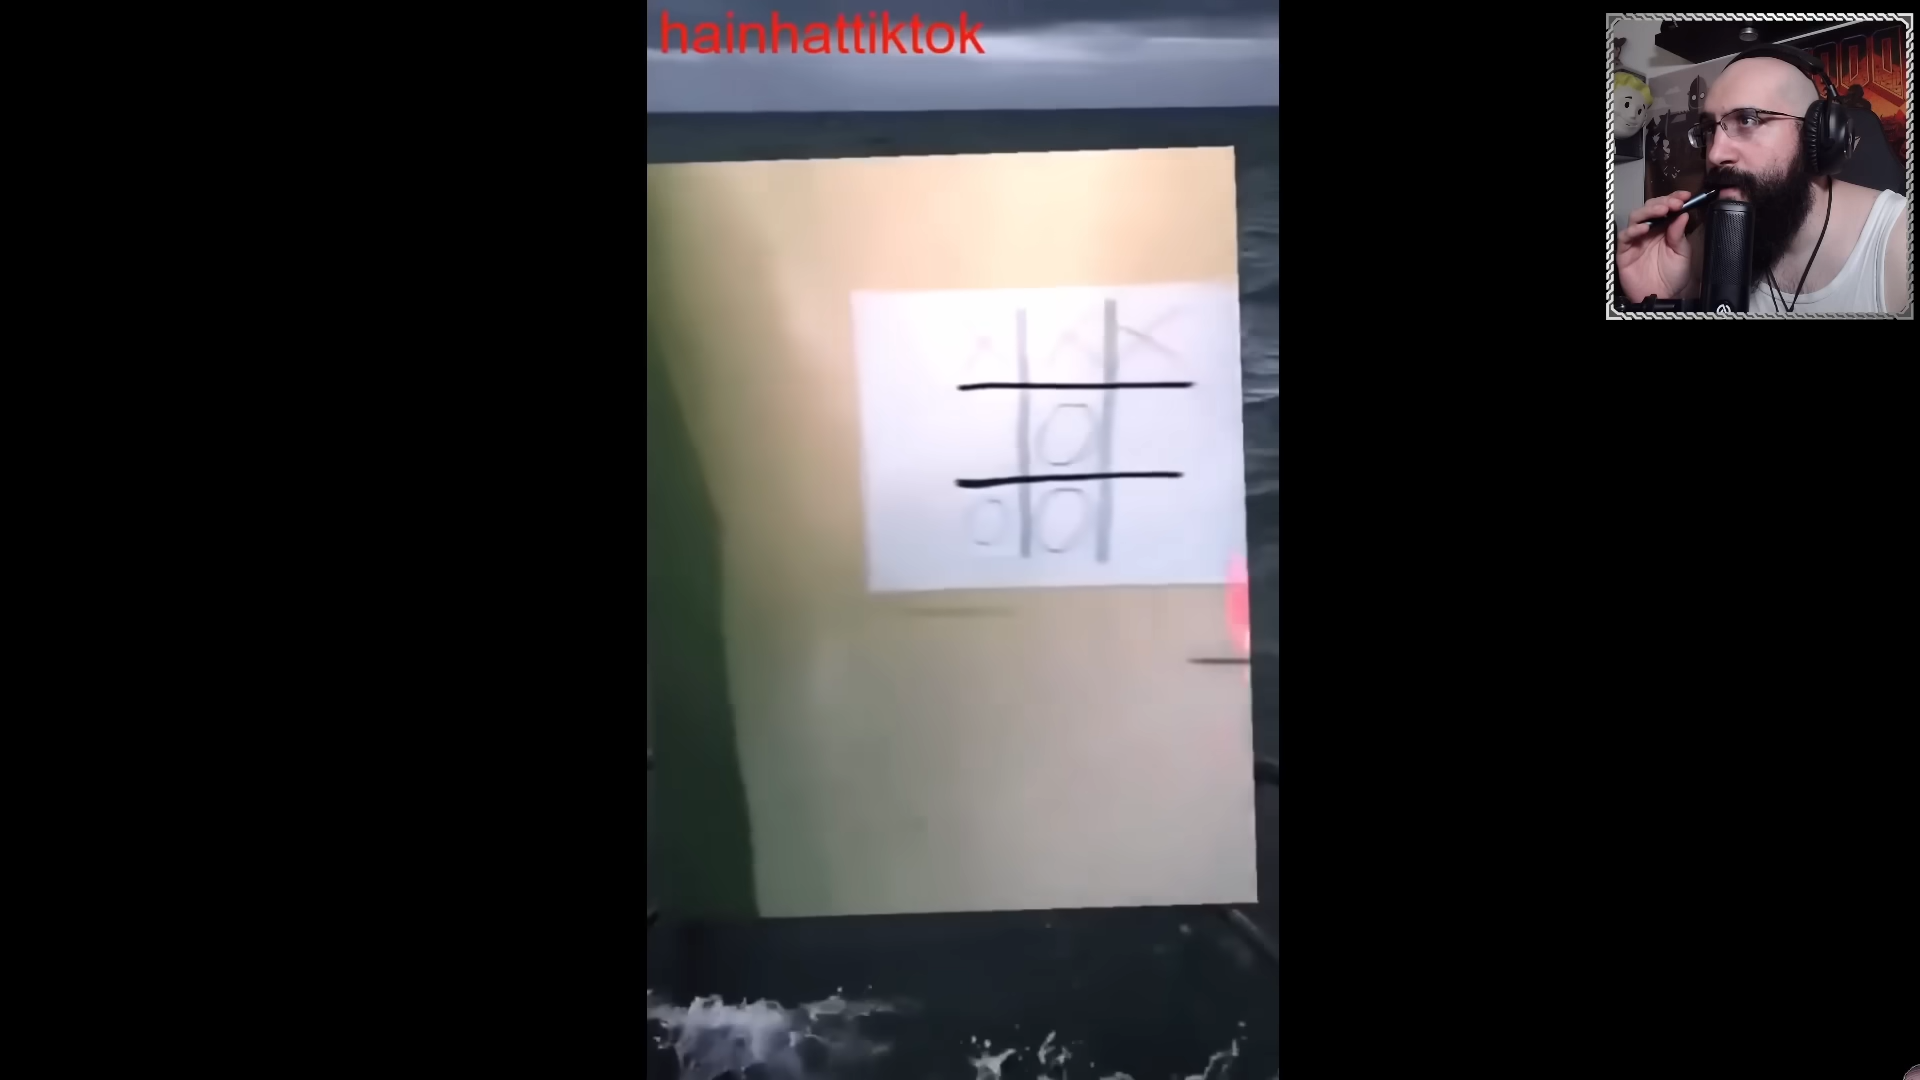 hainhattiktok
X X X
O
O O